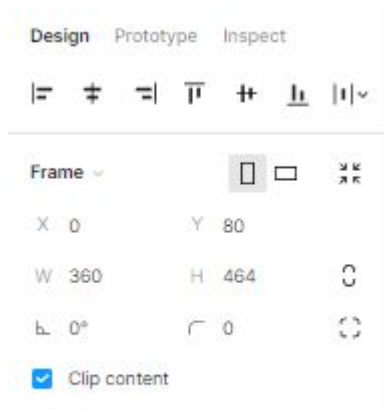 Design Prototype Inspect
Frame
X 0 Y 80
W 360 H 464
0° 0
Clip content